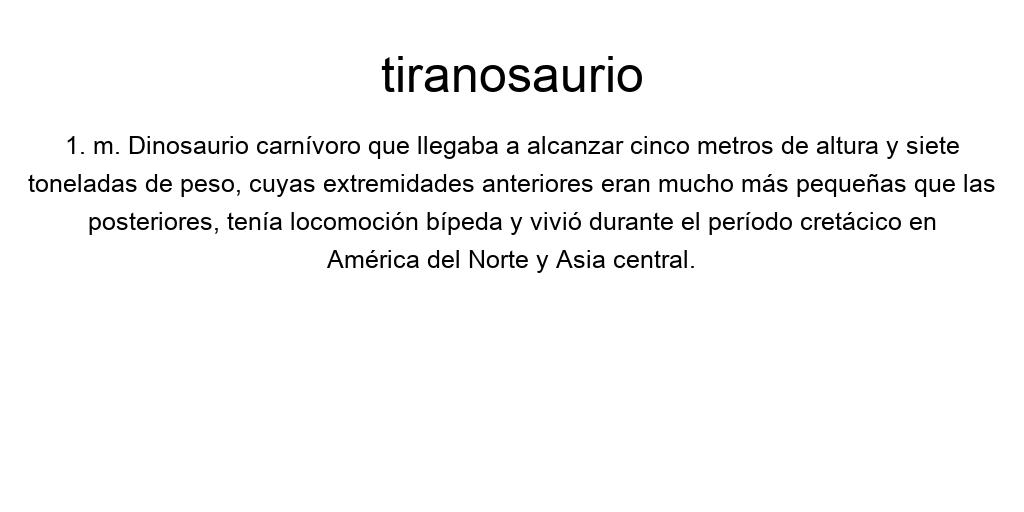 tiranosaurio
1. m. Dinosaurio carnívoro que llegaba a alcanzar cinco metros de altura y siete
toneladas de peso, cuyas extremidades anteriores eran mucho más pequeñas que las
posteriores, tenía locomoción bípeda y vivió durante el período cretácico en
América del Norte y Asia central.